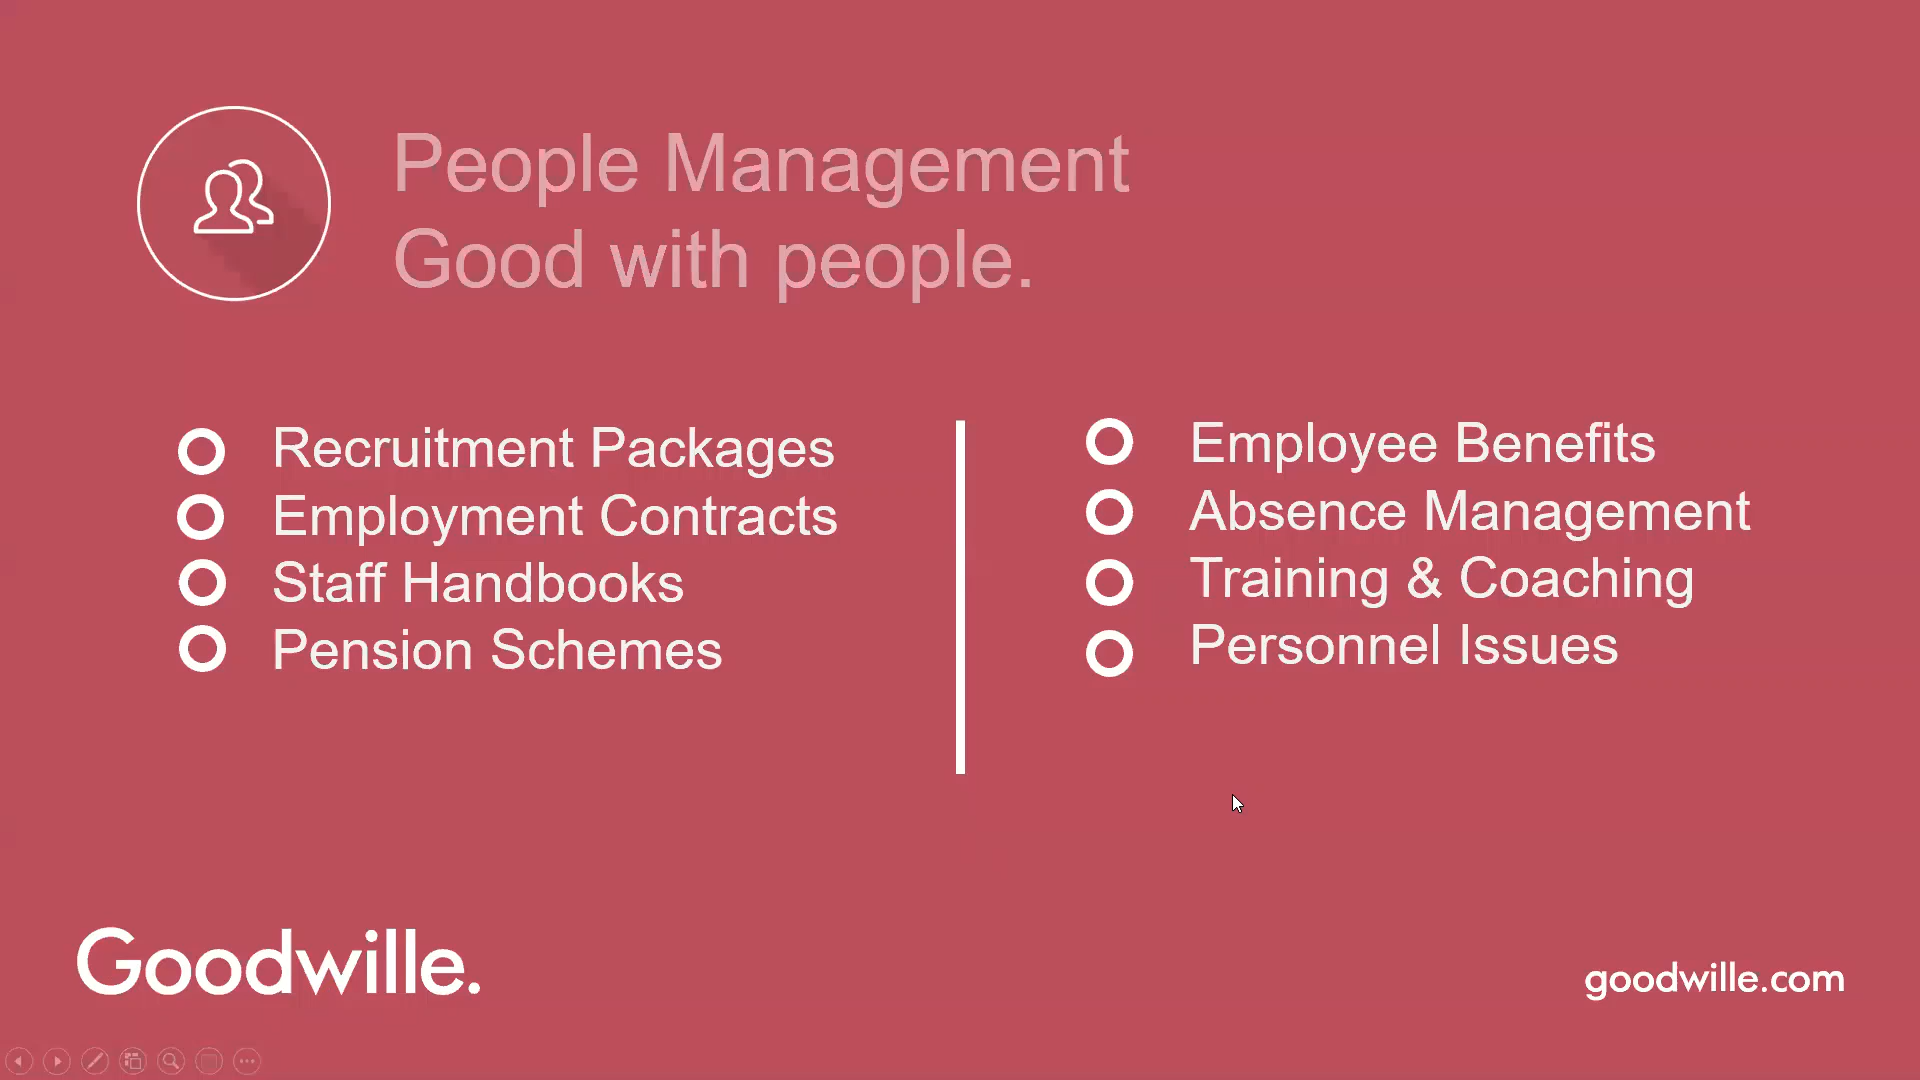 People Management
Good with people.
Recruitment Packages
Employment Contracts
Staff Handbooks
Pension Schemes
Employee Benefits
Absence Management
Training & Coaching
Personnel Issues
Goodwille.
goodwille.com